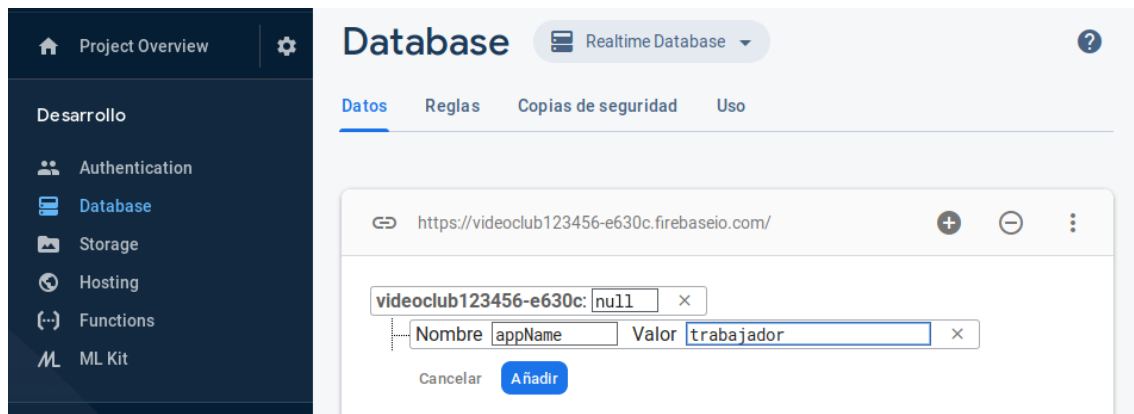 Project Overview
Desarrollo
Authentication
Database
Storage
Hosting
Functions
ML Kit
Database Realtime Database
Datos Reglas Copias de seguridad Uso
https://videoclub123456-e630c.firebaseio.com/
videoclub123456-e630c: null
Nombre appName Valor trabajador
Cancelar Añadir